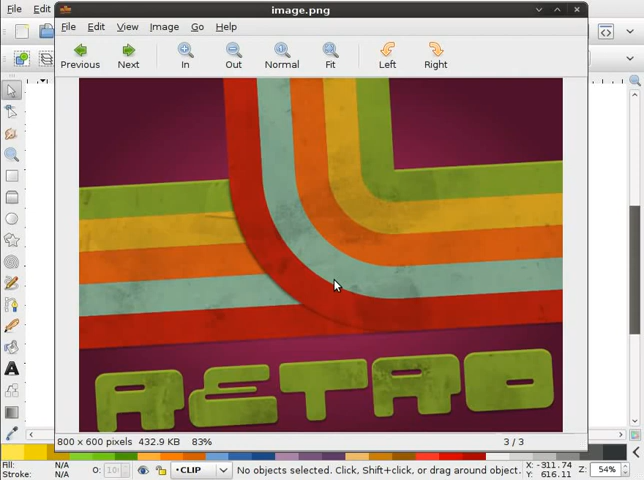 image.png
File Edit
File Edit View Image Go Help
Previous Next In Out Normal Fit Left Right
RETRO
800 x 600 pixels 432.9 KB 83% 3 / 3
Fill: N/A
Stroke: N/A
O: 10
•CLIP
No objects selected. Click, Shift+click, or drag around object.
X: -311.74
Y: 616.11
Z: 54%